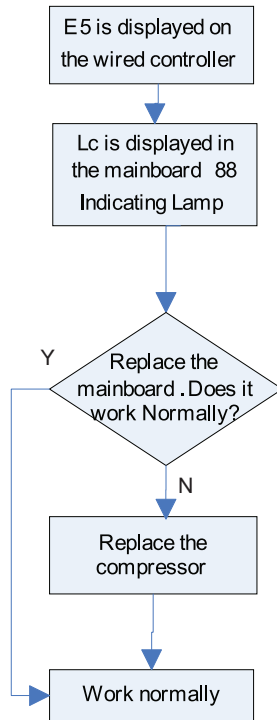 E5 is displayed on
the wired controller
Lc is displayed in
the mainboard 88
Indicating Lamp
Y
Replace the
mainboard .Does it
work Normally?
N
Replace the
compressor
Work normally